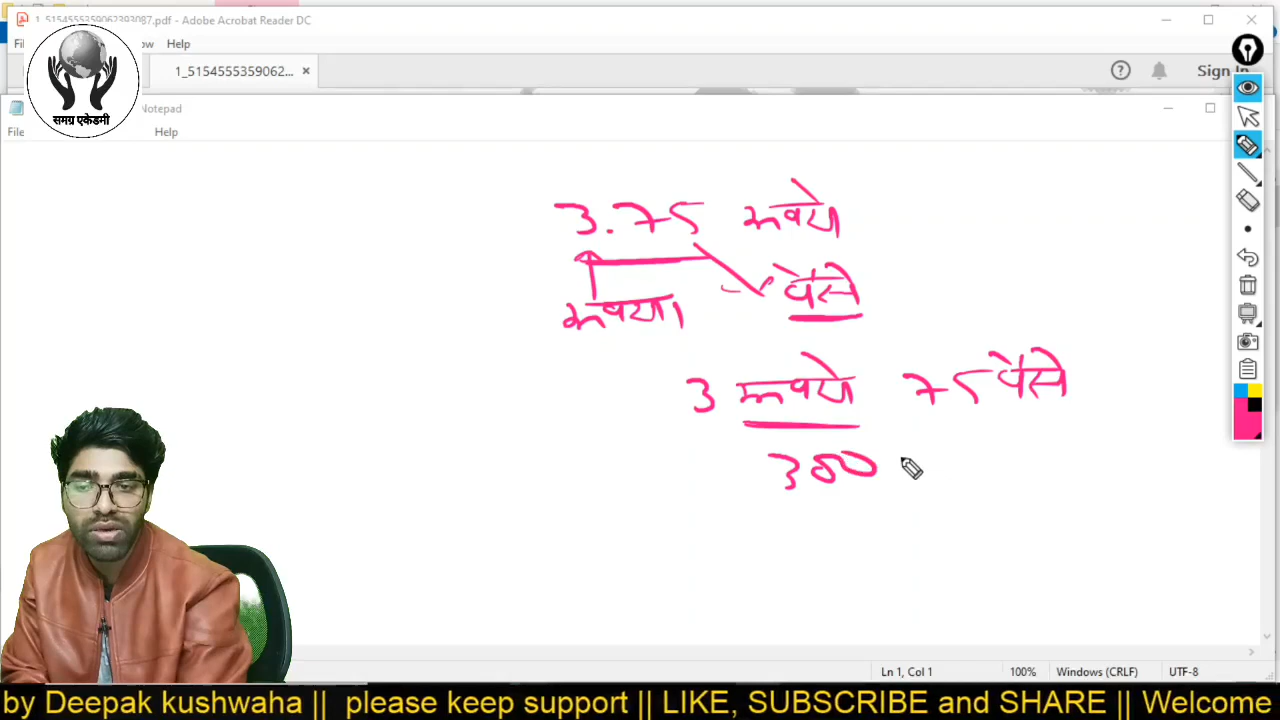 1_5154555359062393087.pdf - Adobe Acrobat Reader DC
Help
समग्र एकेडमी
1_5154555359062... ×
Sign In
Notepad
File
Help
3.75 रूपये
रूपया पैसे
3 रूपये 75 पैसे
300
Ln 1, Col 1 100% Windows (CRLF) UTF-8
by Deepak kushwaha || please keep support || LIKE, SUBSCRIBE and SHARE || Welcome